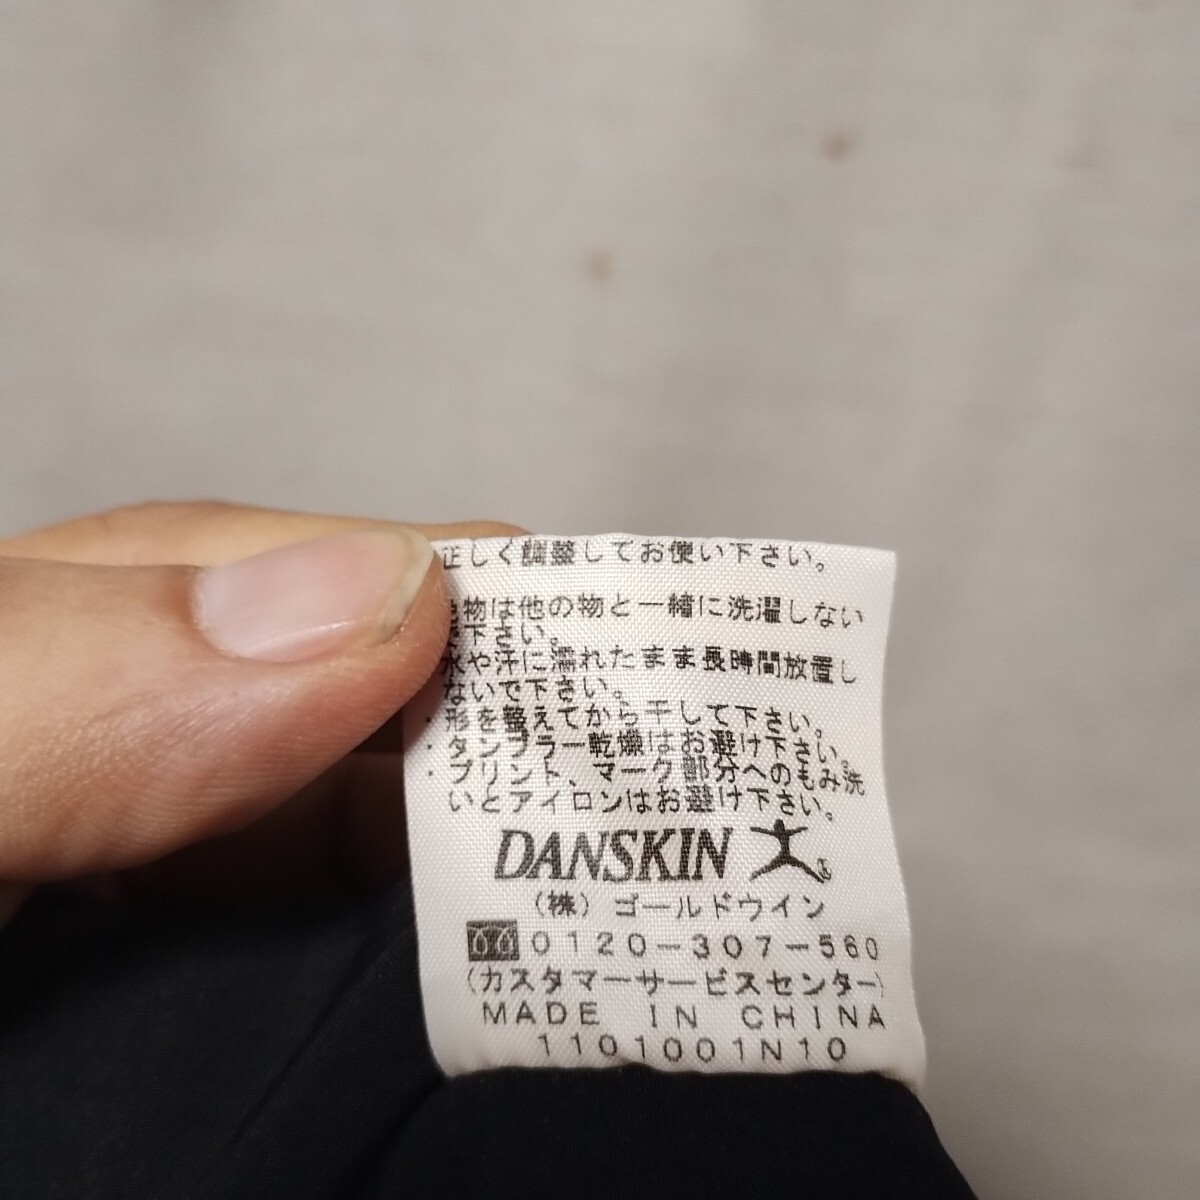 正しく調整してお使い下さい。
物は他の物と一緒に洗濯しない
下さい。
水や汗に濡れたまま長時間放置し
ないで下さい。
・形を整えてから干して下さい。
・タンブラー乾燥はお避け下さい。
・プリント、マーク部分へのもみ洗
いとアイロンはお避け下さい。
DANSKIN
(株) ゴールドウイン
0120-307-560
(カスタマーサービスセンター)
MADE IN CHINA
1101001N10